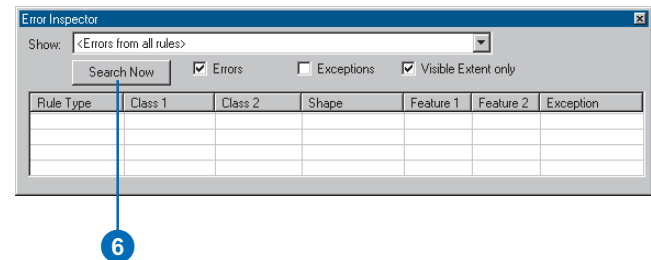 Error Inspector
Show: <Errors from all rules>
Search Now Errors Exceptions Visible Extent only
Rule Type Class 1 Class 2 Shape Feature 1 Feature 2 Exception
6